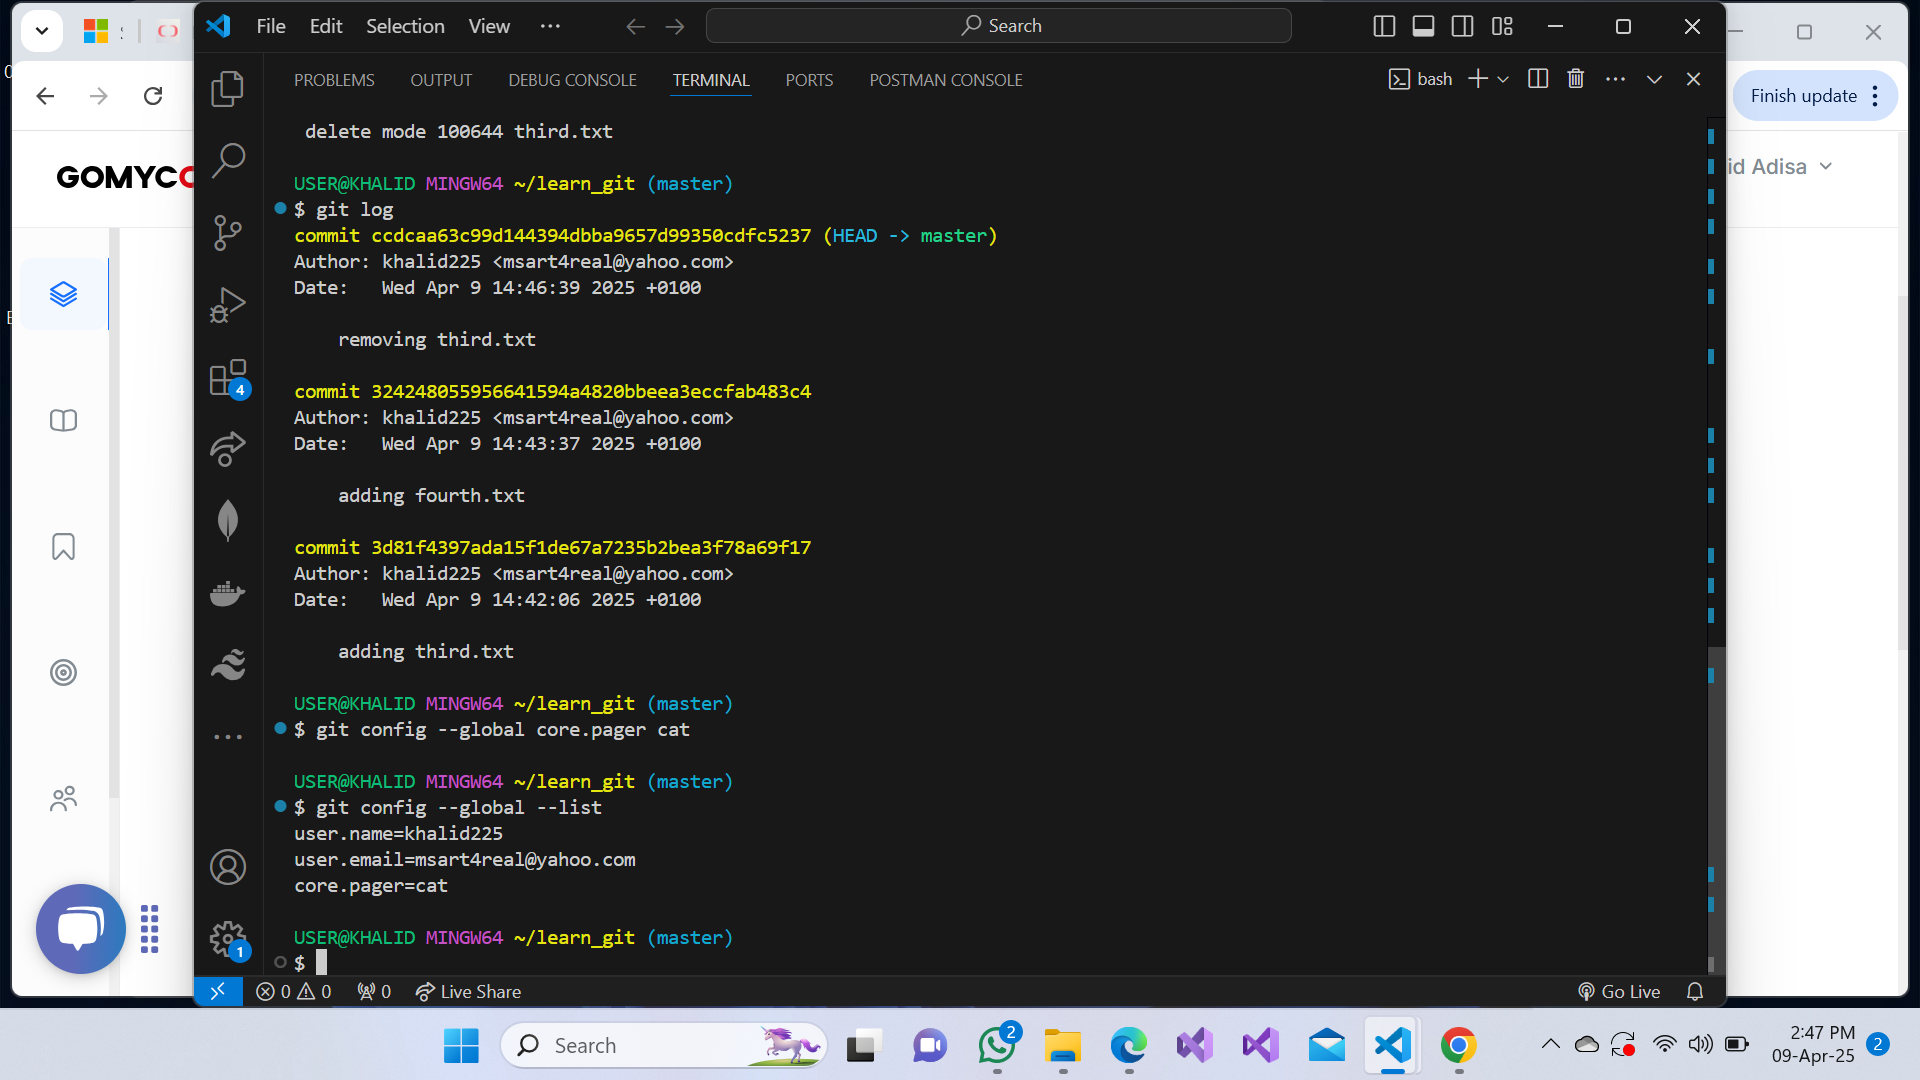 File Edit Selection View ... Search
PROBLEMS OUTPUT DEBUG CONSOLE TERMINAL PORTS POSTMAN CONSOLE bash
Finish update
GOMYCO
id Adisa
delete mode 100644 third.txt
USER@KHALID MINGW64 ~/learn_git (master)
$ git log
commit ccdcaa63c99d144394dbba9657d99350cdfc5237 (HEAD -> master)
Author: khalid225 <msart4real@yahoo.com>
Date:   Wed Apr 9 14:46:39 2025 +0100
removing third.txt
commit 324248055956641594a4820bbeea3eccfab483c4
Author: khalid225 <msart4real@yahoo.com>
Date:   Wed Apr 9 14:43:37 2025 +0100
adding fourth.txt
commit 3d81f4397ada15f1de67a7235b2bea3f78a69f17
Author: khalid225 <msart4real@yahoo.com>
Date:   Wed Apr 9 14:42:06 2025 +0100
adding third.txt
USER@KHALID MINGW64 ~/learn_git (master)
$ git config --global core.pager cat
USER@KHALID MINGW64 ~/learn_git (master)
$ git config --global --list
user.name=khalid225
user.email=msart4real@yahoo.com
core.pager=cat
USER@KHALID MINGW64 ~/learn_git (master)
$
4
1
0 0 0 Live Share Go Live
Search
2
2:47 PM
09-Apr-25
2